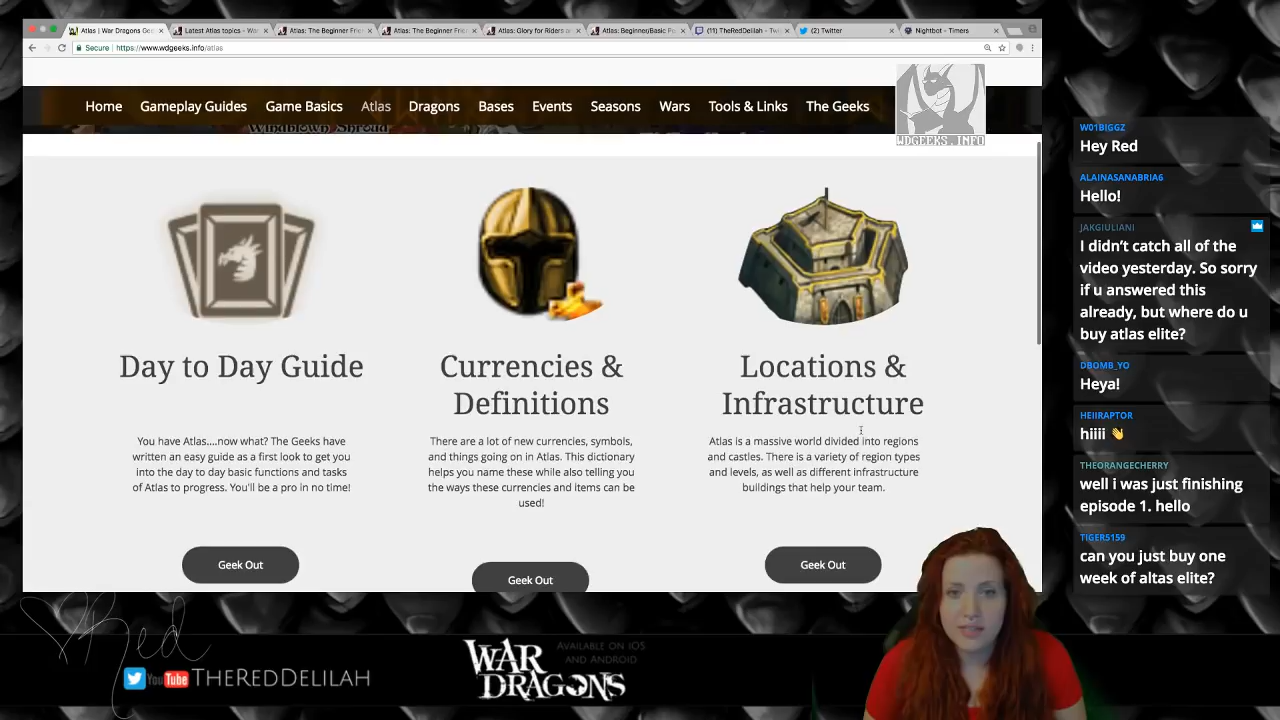 Atlas | War Dragons Ge
Latest Atlas topics - Wa
Atlas: The Beginner Frie
Atlas: The Beginner Frie
Atlas: Glory for Riders o
Atlas: Beginner/Basic P
(11) TheRedDelilah - Tw
(2) Twitter
Nightbot - Timers
Secure | https://www.wdgeeks.info/atlas
Home Gameplay Guides Game Basics Atlas Dragons Bases Events Seasons Wars Tools & Links The Geeks
WDGEEKS.INFO
Windblown Shread
Day to Day Guide
You have Atlas....now what? The Geeks have
written an easy guide as a first look to get you
into the day to day basic functions and tasks
of Atlas to progress. You'll be a pro in no time!
Geek Out
Currencies &
Definitions
There are a lot of new currencies, symbols,
and things going on in Atlas. This dictionary
helps you name these while also telling you
the ways these currencies and items can be
used!
Geek Out
Locations &
Infrastructure
Atlas is a massive world divided into regions
and castles. There is a variety of region types
and levels, as well as different infrastructure
buildings that help your team.
Geek Out
W01BIGGZ
Hey Red
ALAINASANABRIA6
Hello!
JAKGIULIANI
I didn't catch all of the
video yesterday. So sorry
if u answered this
already, but where do u
buy atlas elite?
DBOMB_YO
Heya!
HEIIRAPTOR
hiiii 👋
THEORANGECHERRY
well i was just finishing
episode 1. hello
TIGER5159
can you just buy one
week of altas elite?
Red
YouTube THEREDDELILAH
WAR
DRAGONS
AVAILABLE ON IOS
AND ANDROID